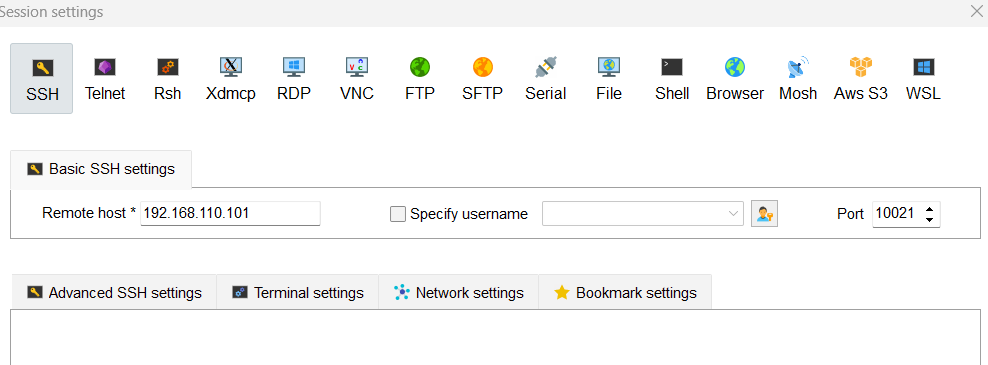 Session settings
SSH Telnet Rsh Xdmcp RDP VNC FTP SFTP Serial File Shell Browser Mosh Aws S3 WSL
Basic SSH settings
Remote host * 192.168.110.101 Specify username Port 10021
Advanced SSH settings Terminal settings Network settings Bookmark settings